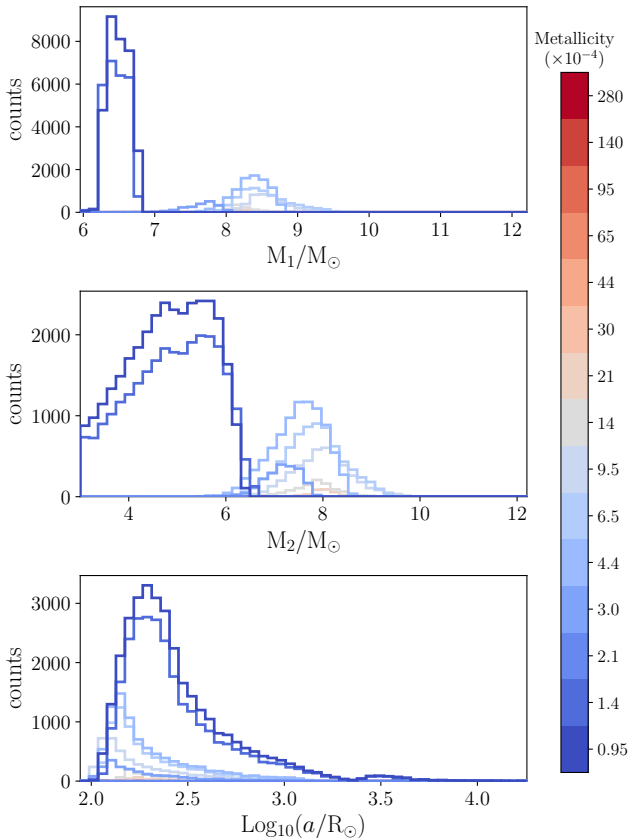 8000
6000
4000
2000
0
counts
6 7 8 9 10 11 12
M₁/M⊙
2000
1000
0
counts
4 6 8 10 12
M₂/M⊙
3000
2000
1000
0
counts
2.0 2.5 3.0 3.5 4.0
Log₁₀(a/R⊙)
Metallicity
(×10⁻⁴)
280
140
95
65
44
30
21
14
9.5
6.5
4.4
3.0
2.1
1.4
0.95